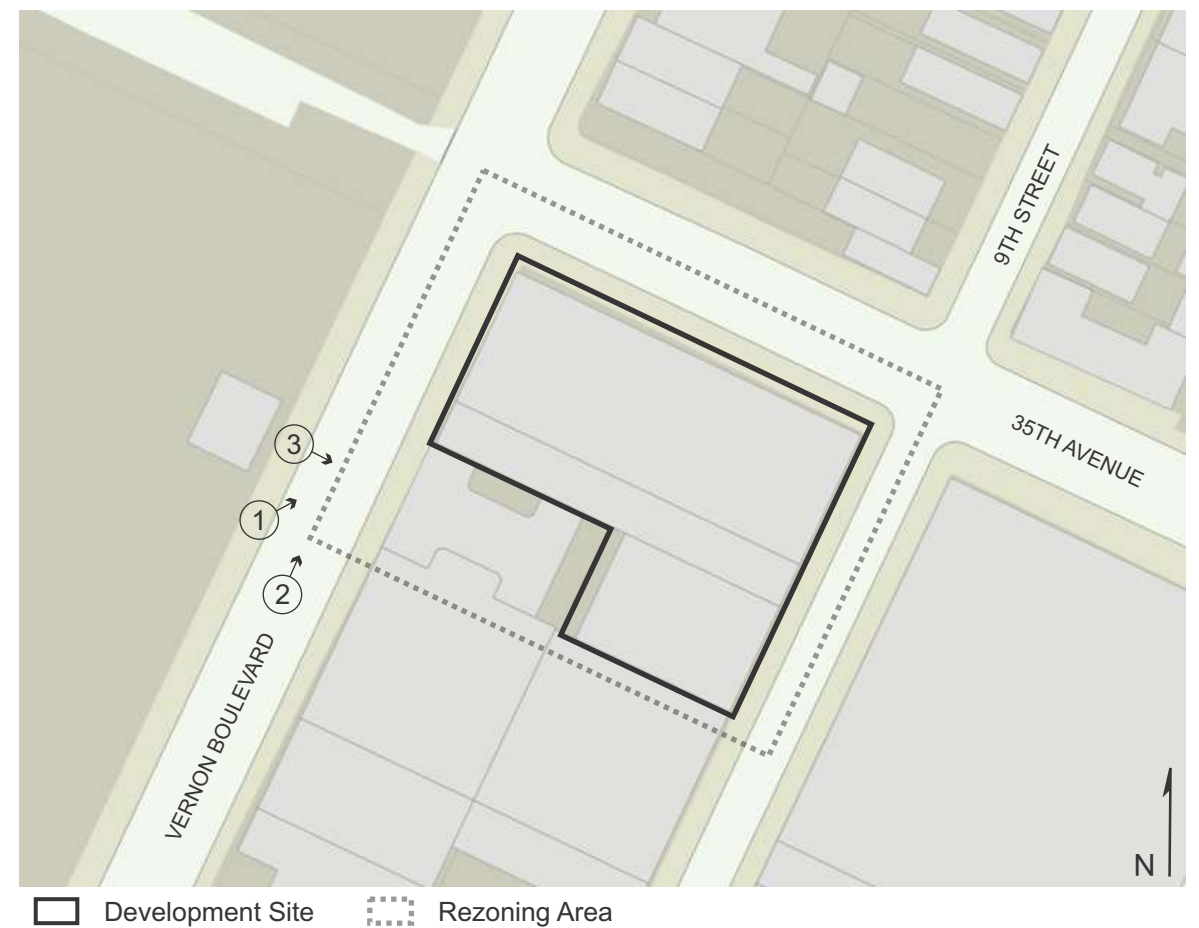 9TH STREET
35TH AVENUE
3
1
2
VERNON BOULEVARD
N
Development Site
Rezoning Area